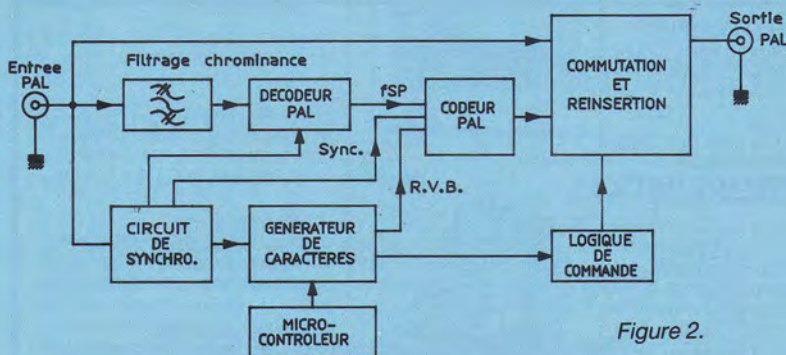 Entree
PAL
Filtrage chrominance
DECODEUR
PAL
fSP
Sync.
CODEUR
PAL
R.V.B.
COMMUTATION
ET
REINSERTION
Sortie
PAL
CIRCUIT
DE
SYNCHRO.
GENERATEUR
DE
CARACTERES
LOGIQUE
DE
COMMANDE
MICRO-
CONTROLEUR
Figure 2.